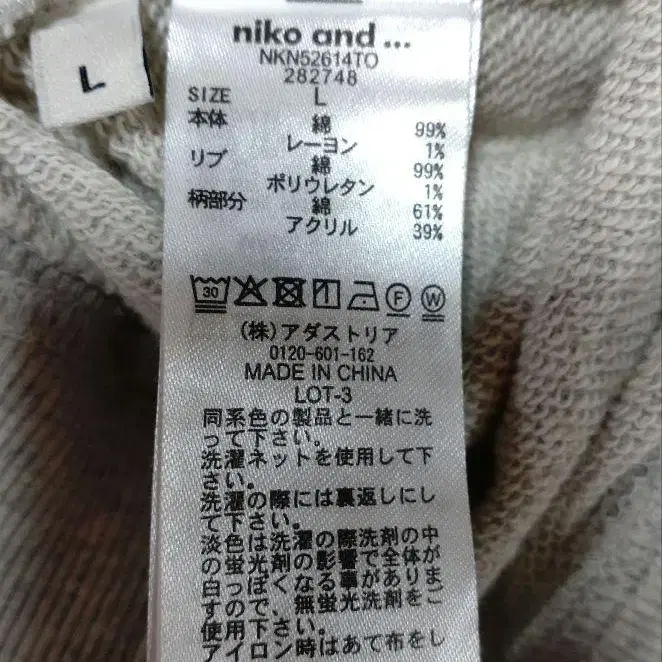 L
niko and ...
NKN52614TO
282748
SIZE L
本体 綿 99%
レーヨン 1%
リブ 綿 99%
ポリウレタン 1%
柄部分 綿 61%
アクリル 39%
30 F W
(株)アダストリア
0120-601-162
MADE IN CHINA
LOT-3
同系色の製品と一緒に洗
って下さい。
洗濯ネットを使用して下
さい。
洗濯の際には裏返しにし
て下さい。
淡色は洗濯の際洗剤の中
の蛍光剤の影響で全体が
白っぽくなる事がありま
すので、無蛍光洗剤をご
使用下さい。
アイロン時はあて布をし